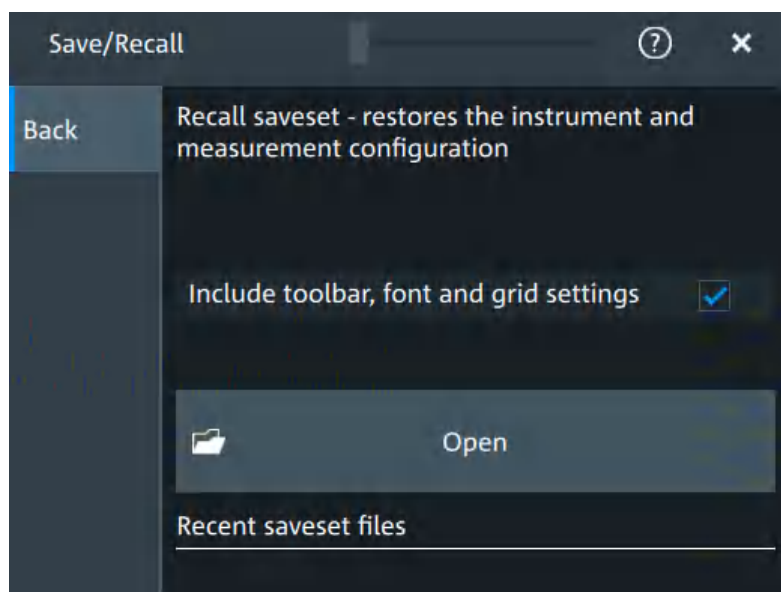 Save/Recall
Back
Recall saveset - restores the instrument and
measurement configuration
Include toolbar, font and grid settings
Open
Recent saveset files